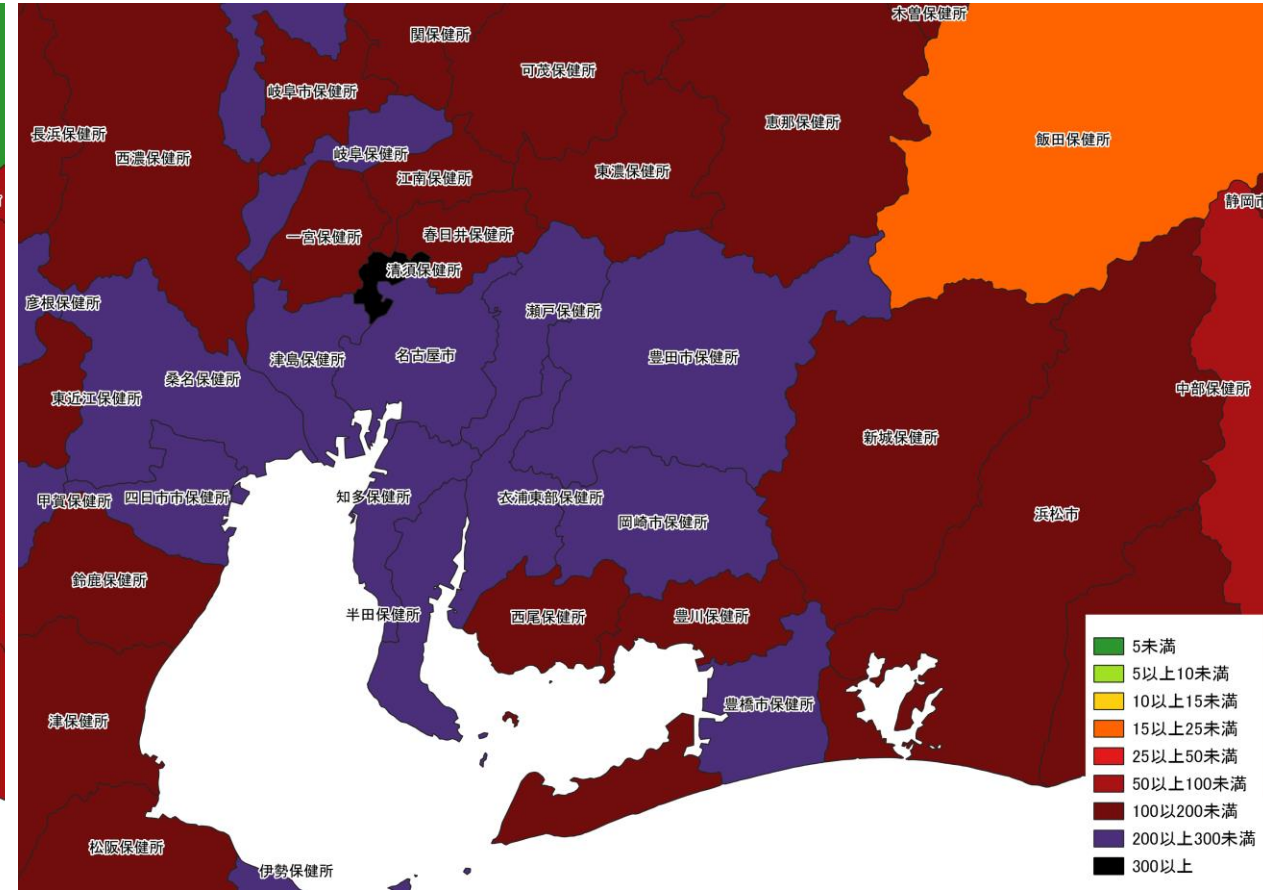 木曽保健所
関保健所
可茂保健所
岐阜市保健所
恵那保健所
長浜保健所
飯田保健所
西濃保健所
岐阜保健所
東濃保健所
江南保健所
静岡市
一宮保健所
春日井保健所
清須保健所
彦根保健所
瀬戸保健所
津島保健所
名古屋市
豊田市保健所
桑名保健所
東近江保健所
中部保健所
新城保健所
甲賀保健所
四日市市保健所
知多保健所
衣浦東部保健所
岡崎市保健所
浜松市
鈴鹿保健所
半田保健所
西尾保健所
豊川保健所
豊橋市保健所
津保健所
松阪保健所
伊勢保健所
5未満
5以上10未満
10以上15未満
15以上25未満
25以上50未満
50以上100未満
100以200未満
200以上300未満
300以上